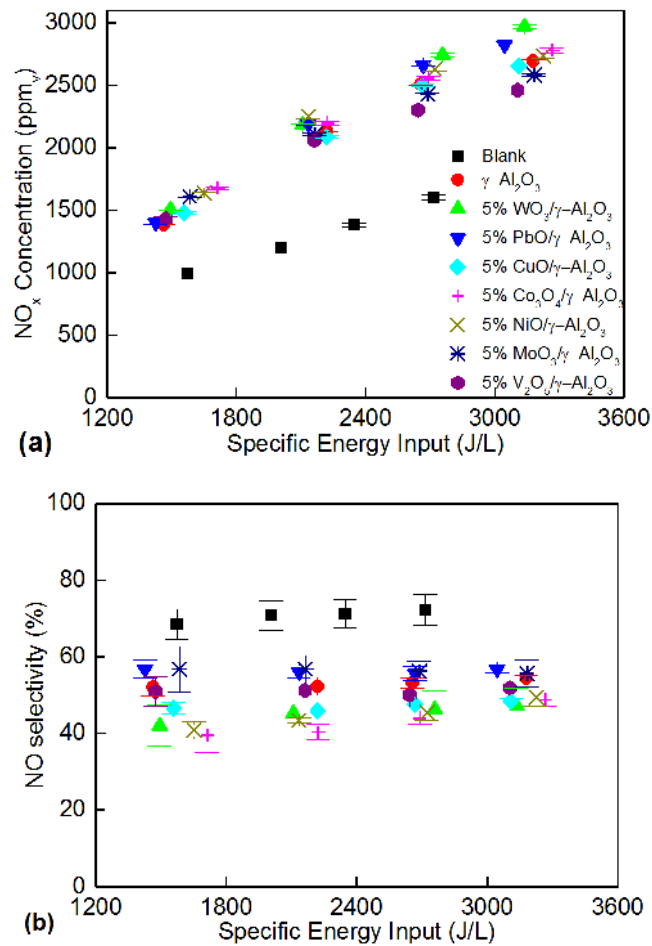 3000
2500
2000
1500
1000
500
0
NOx Concentration (ppmv)
Blank
γ Al2O3
5% WO3/γ–Al2O3
5% PbO/γ Al2O3
5% CuO/γ–Al2O3
5% Co3O4/γ Al2O3
5% NiO/γ–Al2O3
5% MoO3/γ Al2O3
5% V2O5/γ–Al2O3
1200 1800 2400 3000 3600
(a)
Specific Energy Input (J/L)
100
80
60
40
20
0
NO selectivity (%)
1200 1800 2400 3000 3600
(b)
Specific Energy Input (J/L)